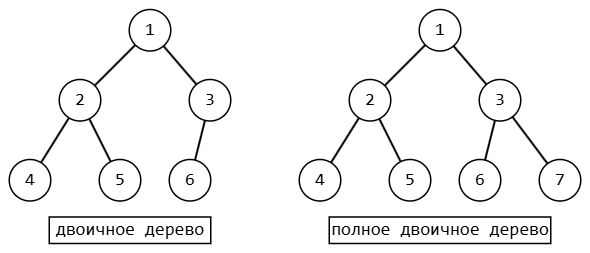 1 1
2 3 2 3
4 5 6 4 5 6 7
двоичное дерево полное двоичное дерево